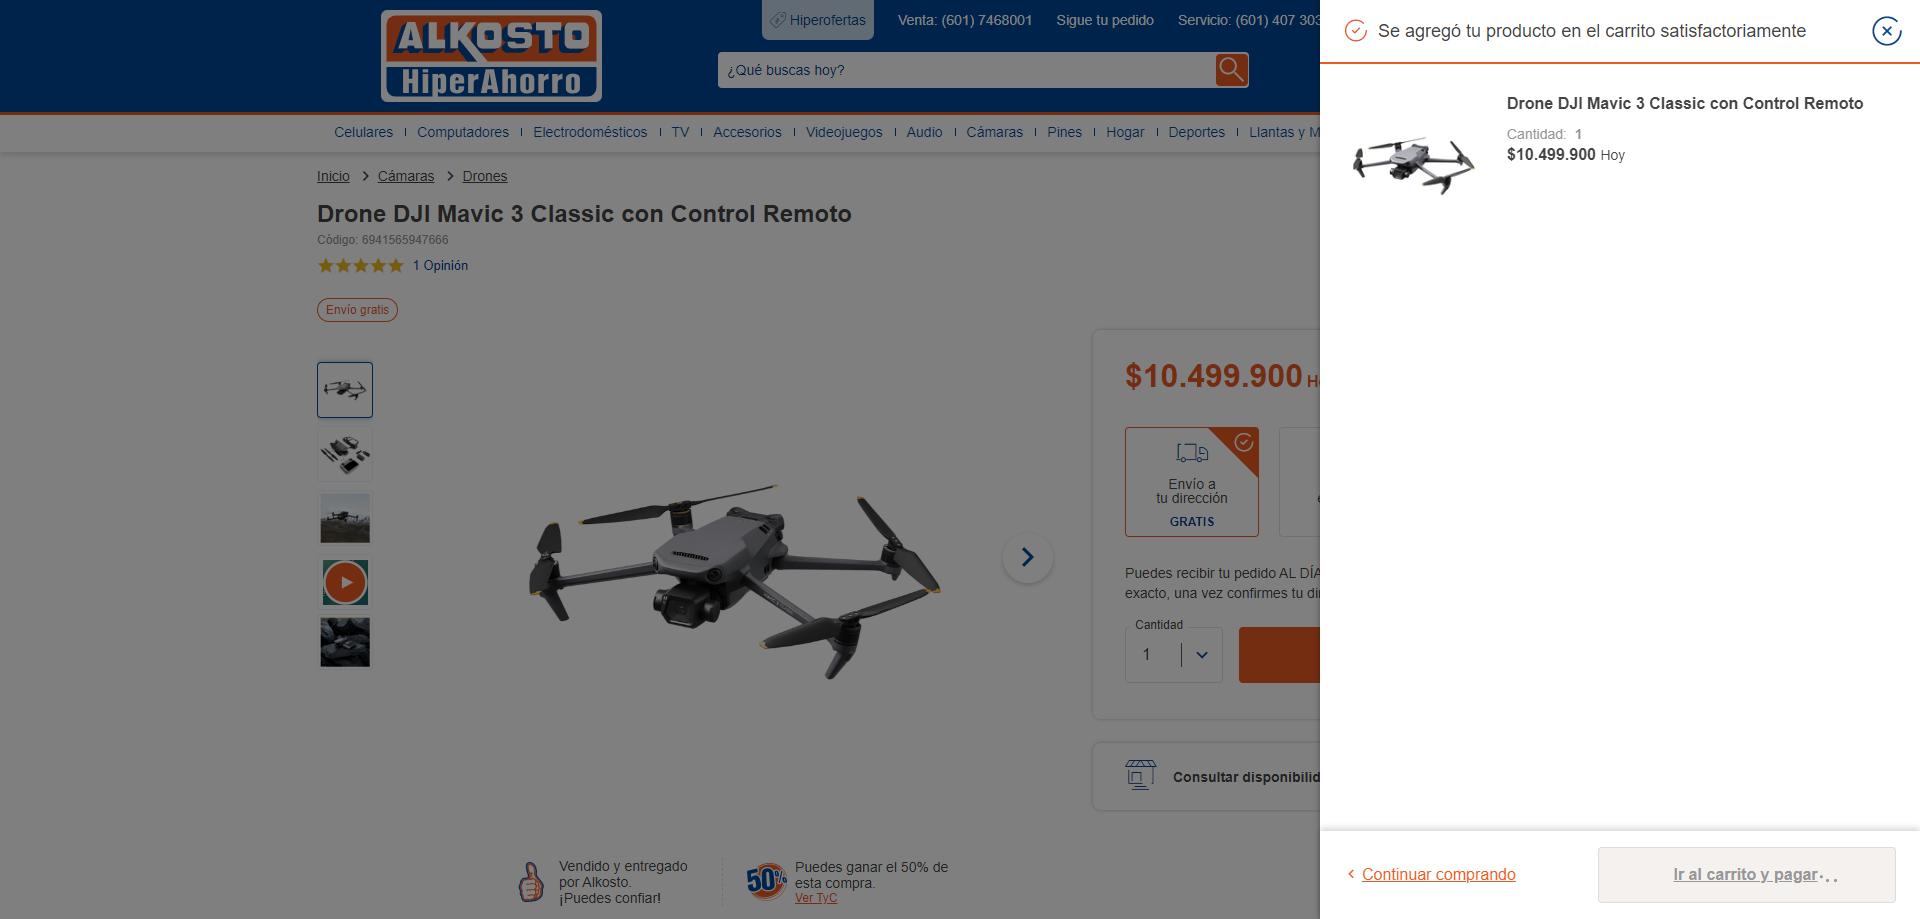 ALKOSTO
HiperAhorro
Hiperofertas
Venta: (601) 7468001
Sigue tu pedido
Servicio: (601) 407 303
¿Qué buscas hoy?
Celulares
Computadores
Electrodomésticos
TV
Accesorios
Videojuegos
Audio
Cámaras
Pines
Hogar
Deportes
Llantas y M
Inicio > Cámaras > Drones
Drone DJI Mavic 3 Classic con Control Remoto
Código: 6941565947666
1 Opinión
Envío gratis
$10.499.900 Ho
Envío a
tu dirección
GRATIS
Puedes recibir tu pedido AL DÍA
exacto, una vez confirmes tu di
Cantidad
1
Consultar disponibilid
Vendido y entregado
por Alkosto.
¡Puedes confiar!
50%
Puedes ganar el 50% de
esta compra.
Ver TyC
Se agregó tu producto en el carrito satisfactoriamente
Drone DJI Mavic 3 Classic con Control Remoto
Cantidad: 1
$10.499.900 Hoy
Continuar comprando
Ir al carrito y pagar...